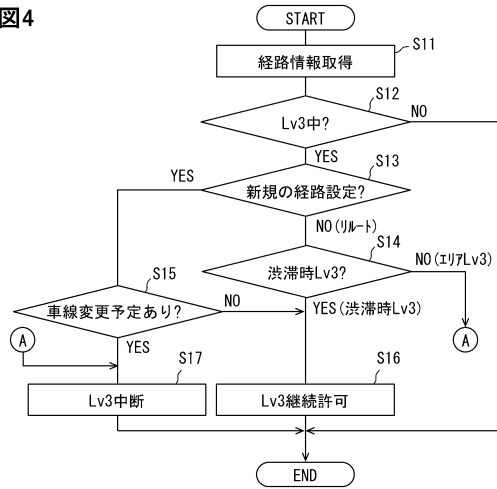 図4
START
S11
経路情報取得
S12
Lv3中?
NO
YES
S13
YES
新規の経路設定?
NO(ﾘﾙｰﾄ)
S14
渋滞時Lv3?
NO(ｴﾘｱLv3)
S15
車線変更予定あり?
NO
YES(渋滞時Lv3)
A
A
YES
S17
S16
Lv3中断
Lv3継続許可
END